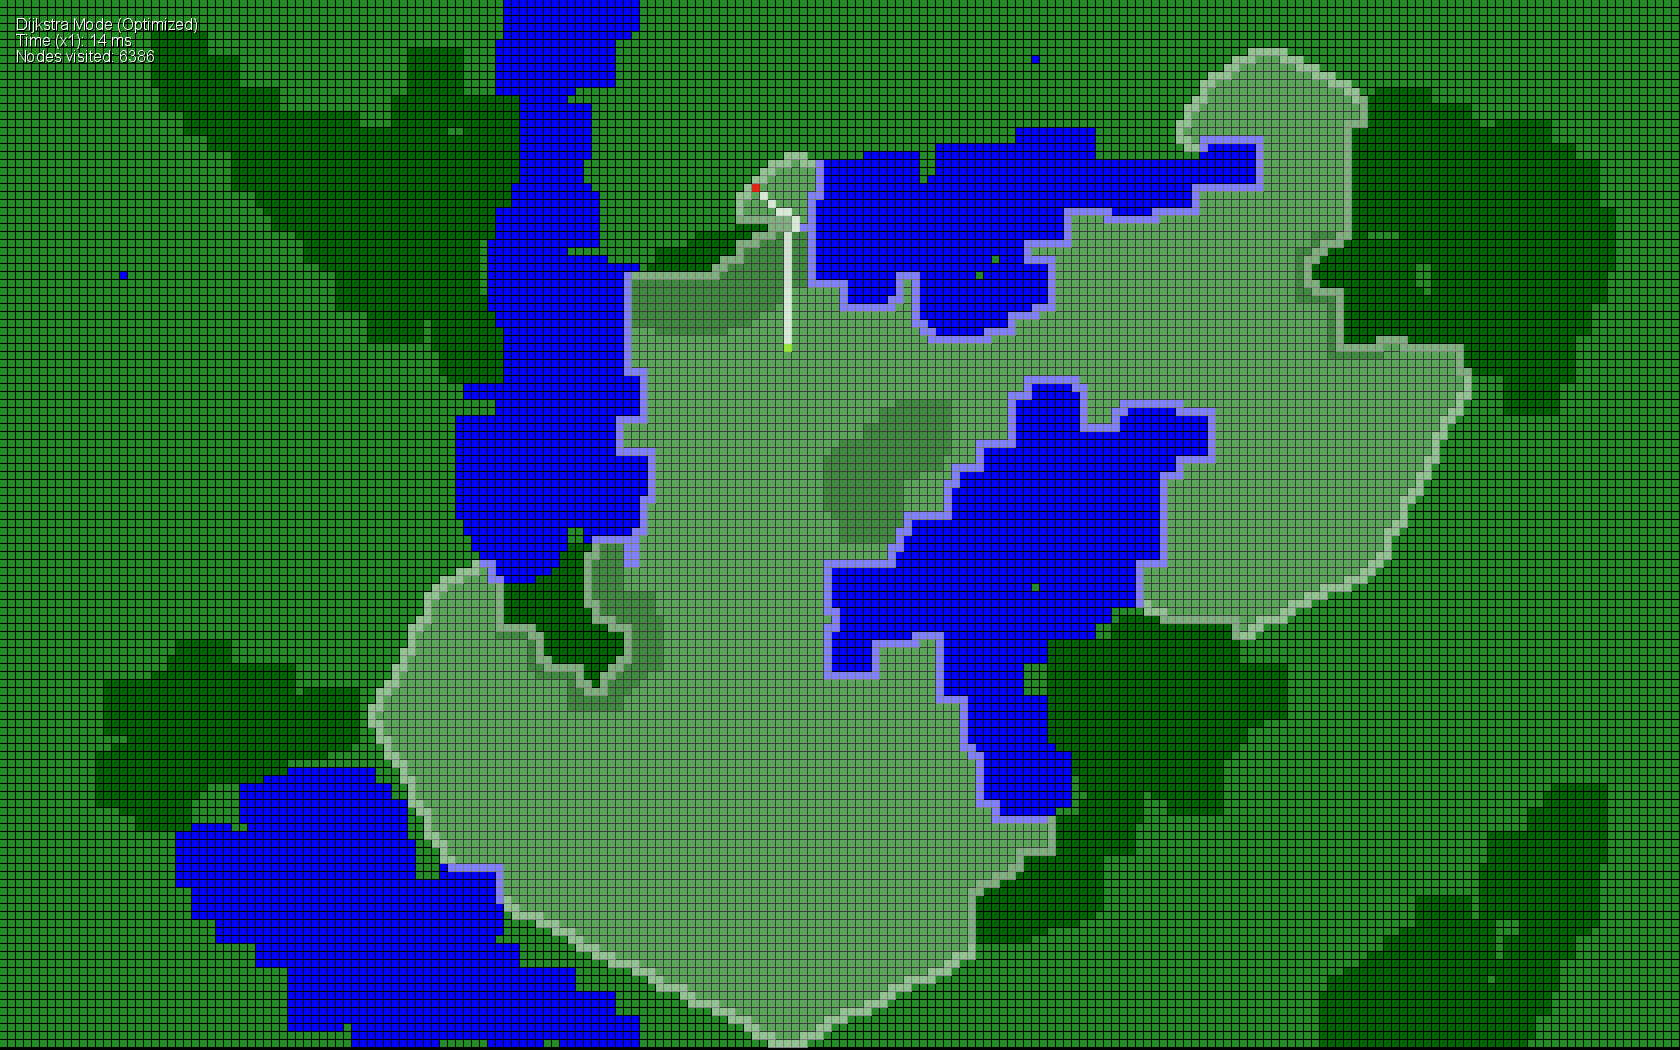 Dijkstra Mode (Optimized)
Time (x1): 14 ms
Nodes visited: 6386